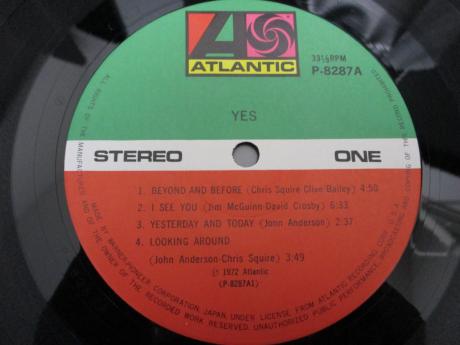 ATLANTIC
33⅓RPM
P-8287A
YES
STEREO ONE
1. BEYOND AND BEFORE (Chris Squire Clive Bailey) 4:50
2. I SEE YOU (Jim McGuinn-David Crosby) 6:33
3. YESTERDAY AND TODAY (Jonn Anderson) 2:37
4. LOOKING AROUND
(John Anderson-Chris Squire) 3:49
℗ 1972 Atlantic
(P-8287A1)
ALL RIGHTS OF THE MANUFACTURERS AND OF THE OWNER OF THE RECORDED WORK RESERVED. UNAUTHORIZED PUBLIC PERFORMANCE, BROADCASTING AND COPYING OF THIS RECORD PROHIBITED
MADE BY WARNER-PIONEER CORPORATION, JAPAN, UNDER LICENSE FROM ATLANTIC RECORDING CORP. U.S.A.